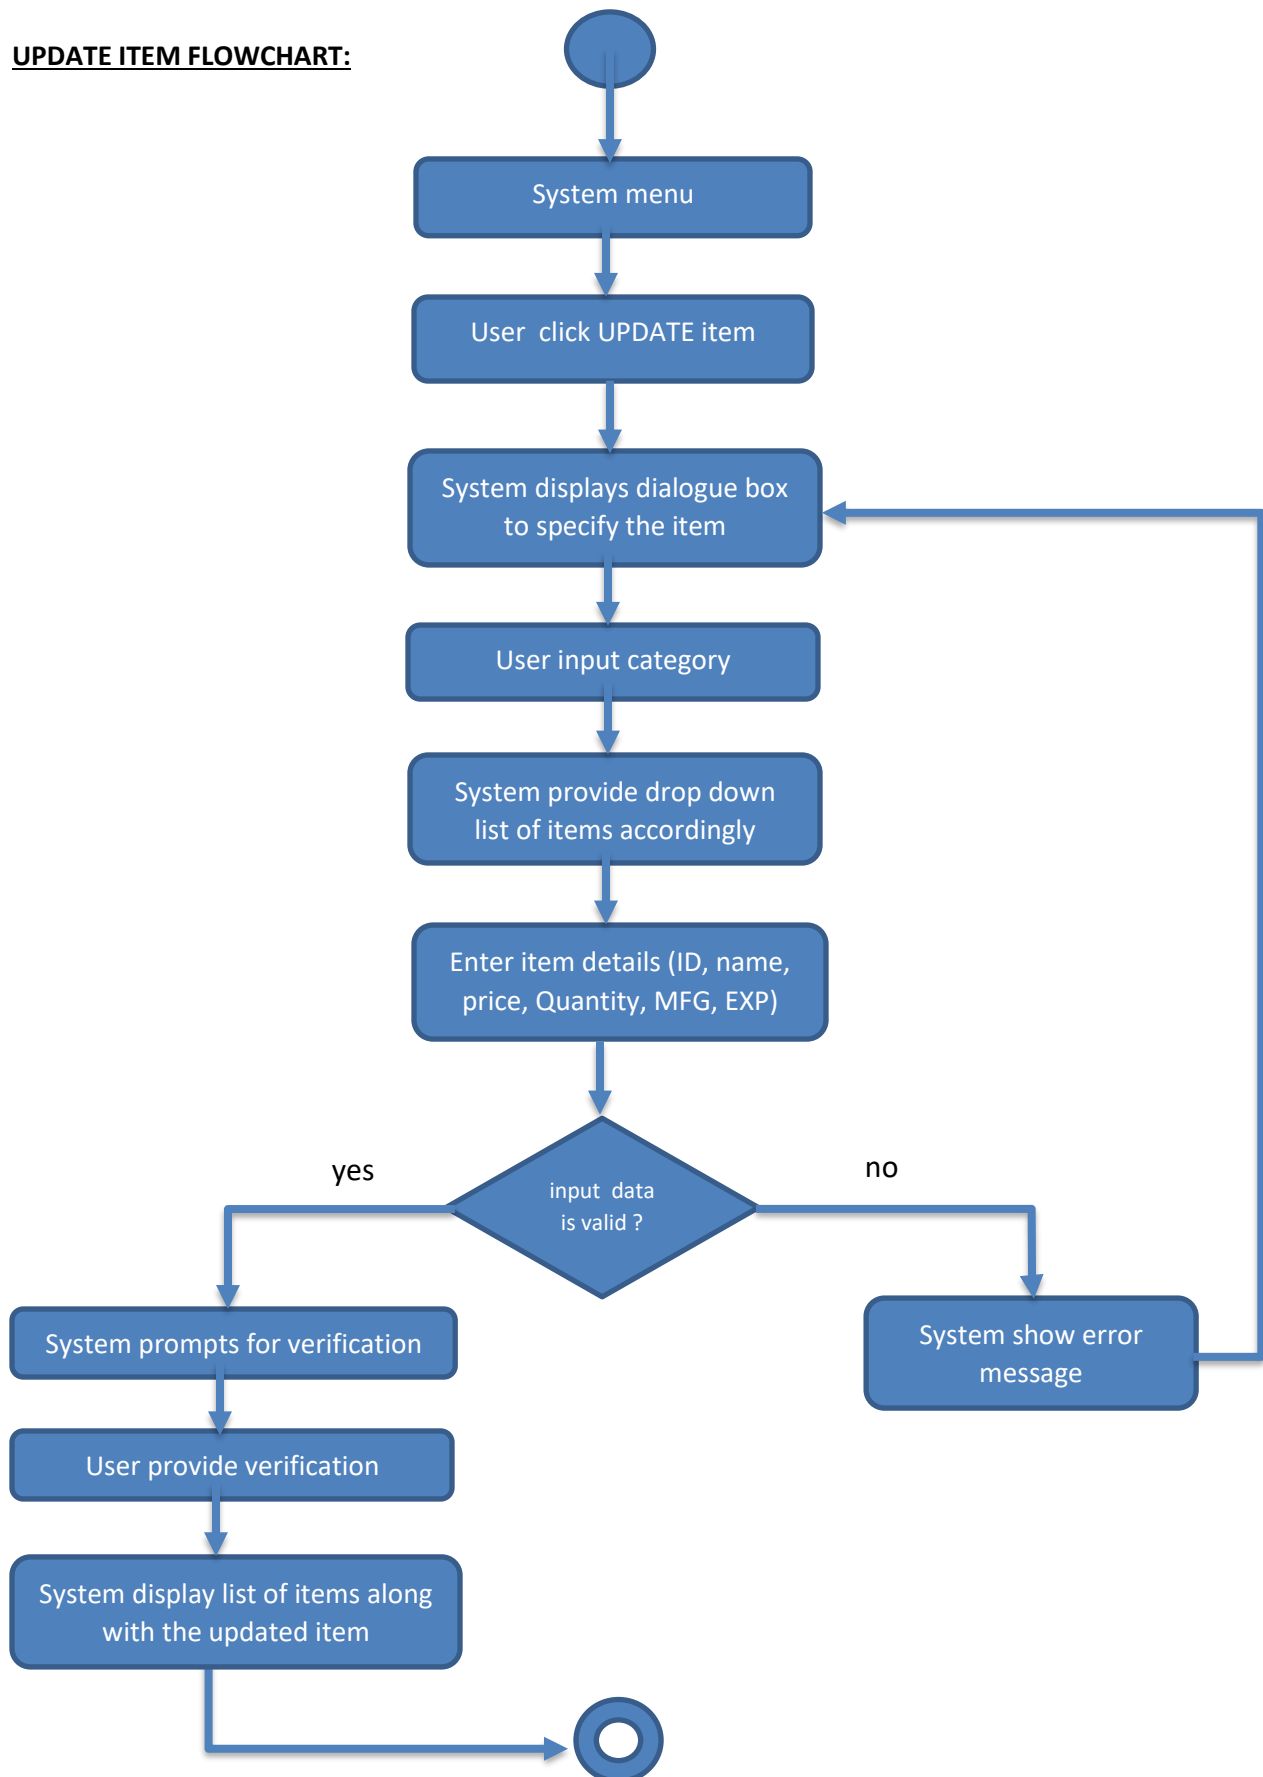 UPDATE ITEM FLOWCHART:
System menu
User  click UPDATE item
System displays dialogue box
to specify the item
User input category
System provide drop down
list of items accordingly
Enter item details (ID, name,
price, Quantity, MFG, EXP)
yes
no
input  data
is valid ?
System prompts for verification
System show error
message
User provide verification
System display list of items along
with the updated item